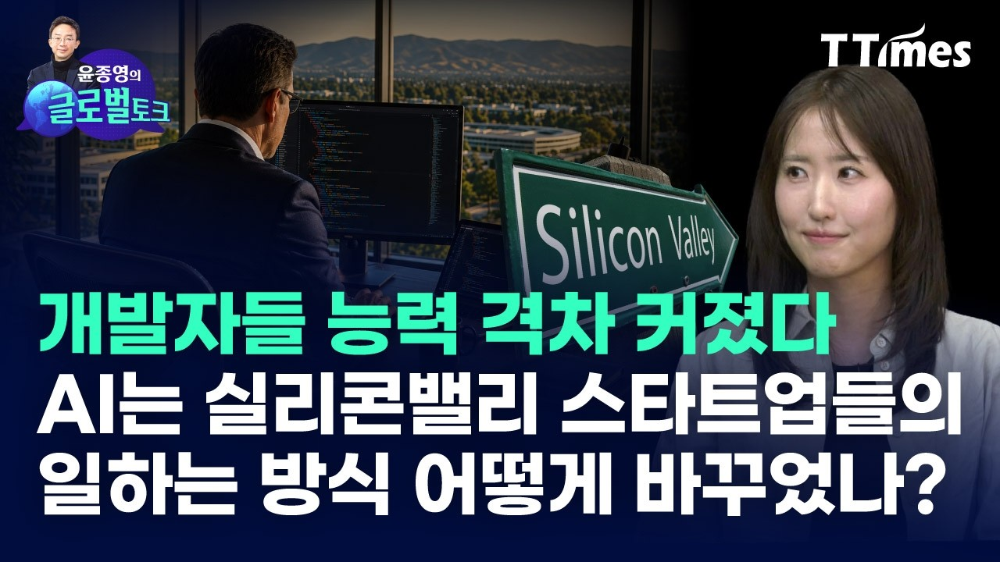 윤종영의
글로벌토크
TTimes
Silicon Valley
개발자들 능력 격차 커졌다
AI는 실리콘밸리 스타트업들의
일하는 방식 어떻게 바꾸었나?